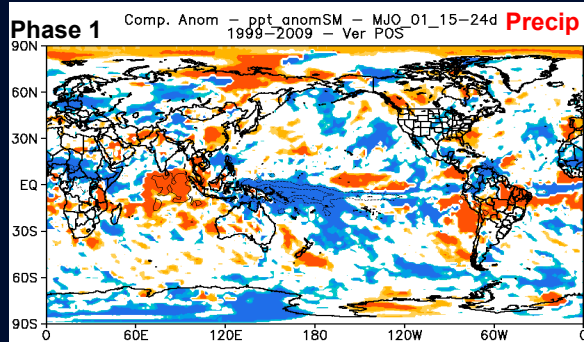 Phase 1
Comp. Anom – ppt_anomSM – MJO_01_15–24d
1999–2009 – Ver POS
Precip
90N
60N
30N
EQ
30S
60S
90S
0 60E 120E 180 120W 60W 0